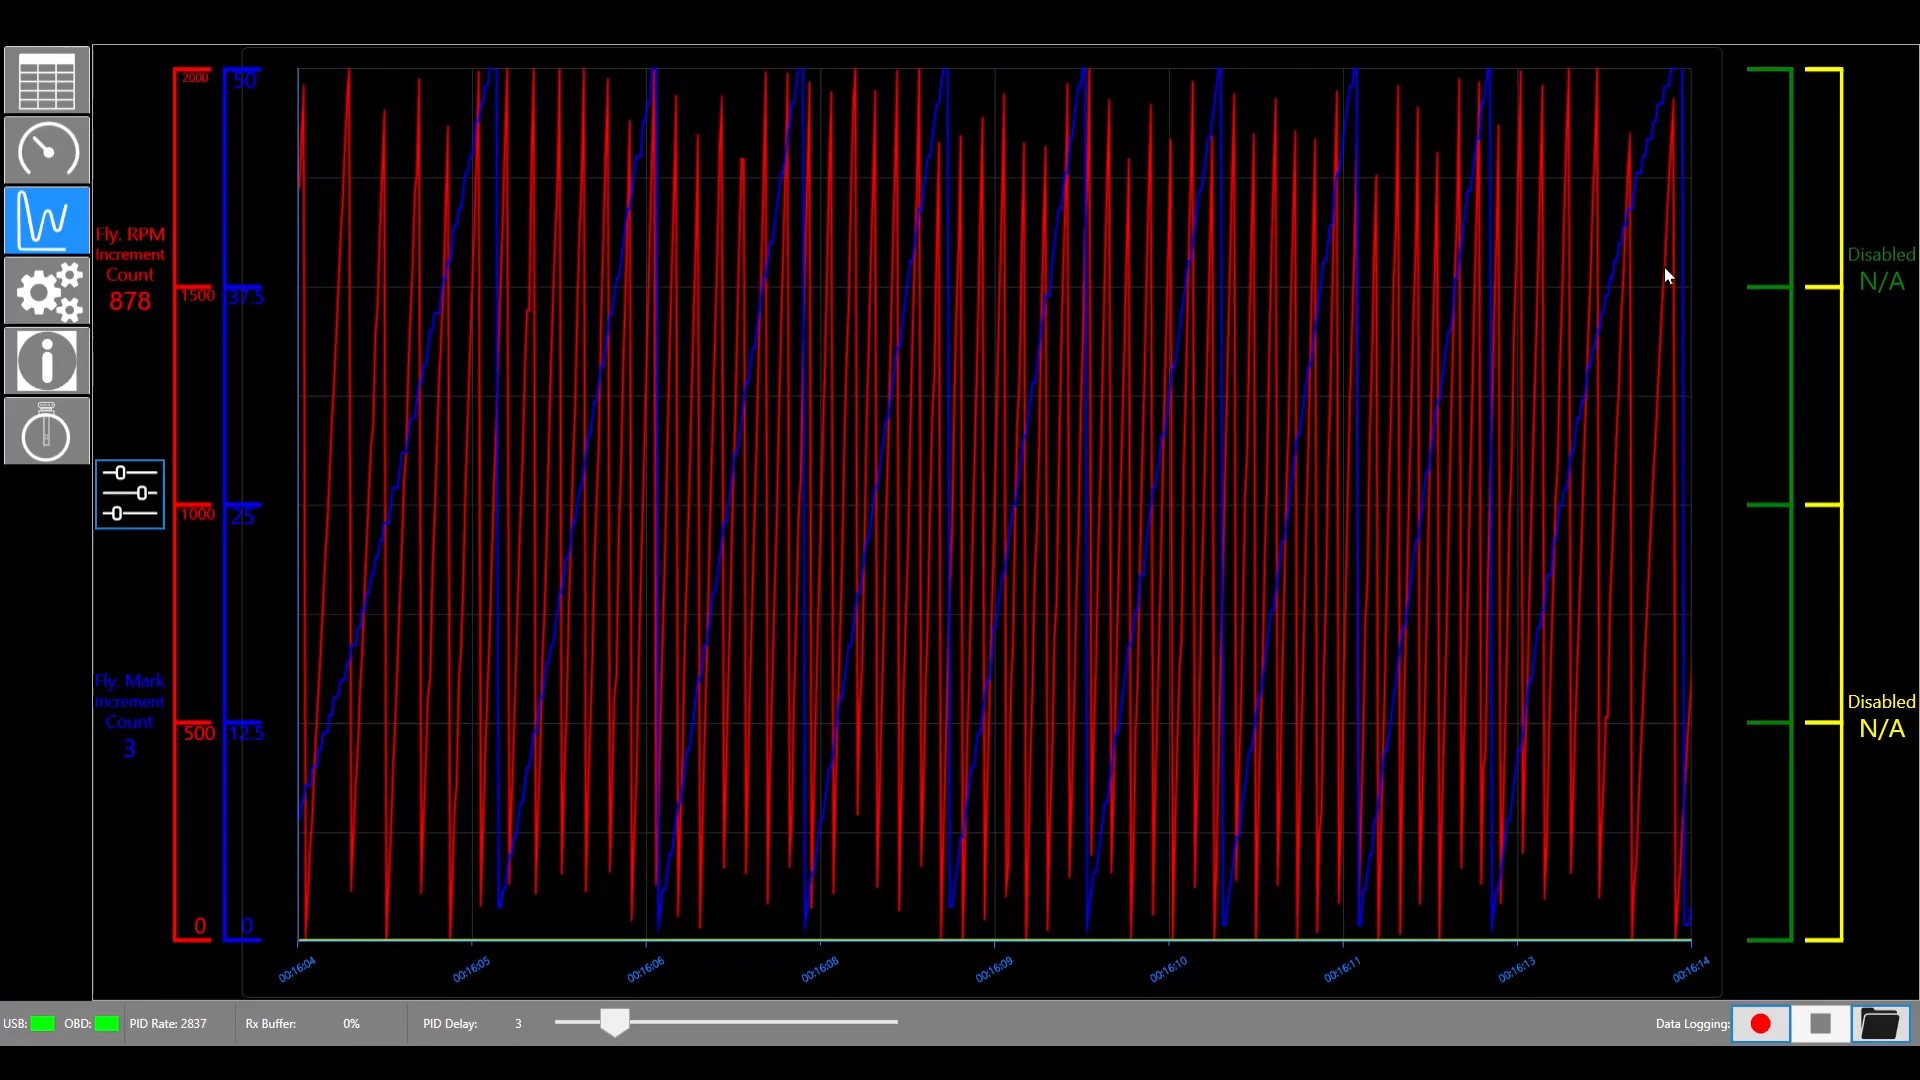 2000
50
Fly. RPM
Increment
Count
878
1500
37.5
1000
25
Fly. Mark
Increment
Count
3
500
12.5
0
0
Disabled
N/A
Disabled
N/A
00:16:04
00:16:05
00:16:06
00:16:08
00:16:09
00:16:10
00:16:11
00:16:13
00:16:14
USB: OBD: PID Rate: 2837 Rx Buffer: 0% PID Delay: 3 Data Logging: